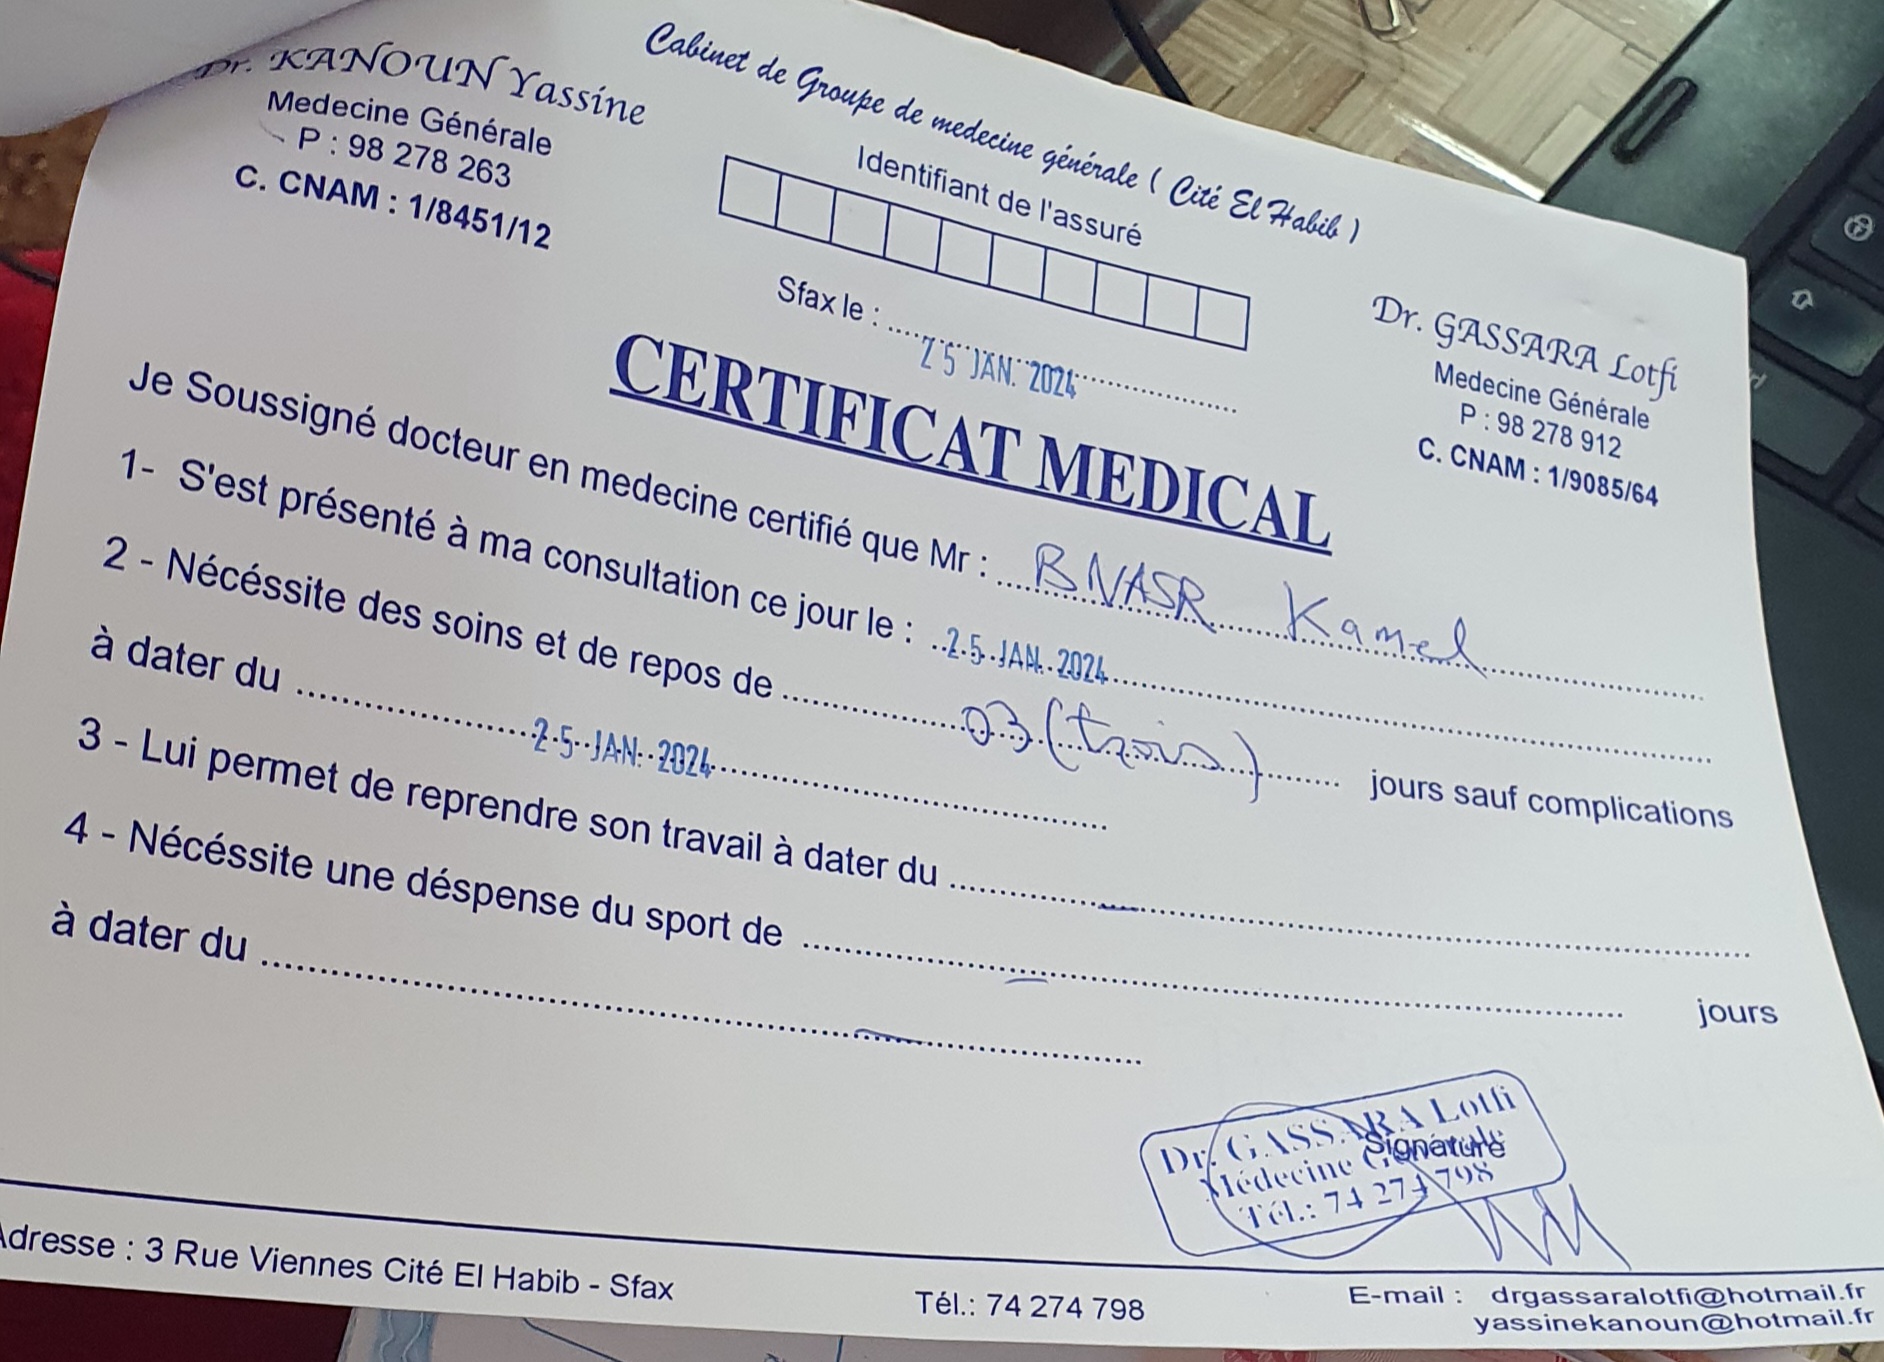 Cabinet de Groupe de medecine générale ( Cité El Habib )
Dr. KANOUN Yassine
Medecine Générale
P : 98 278 263
C. CNAM : 1/8451/12
Identifiant de l'assuré
Sfax le : 25 JAN. 2024
Dr. GASSARA Lotfi
Medecine Générale
P : 98 278 912
C. CNAM : 1/9085/64
CERTIFICAT MEDICAL
Je Soussigné docteur en medecine certifié que Mr : BNASR Kamel
1- S'est présenté à ma consultation ce jour le : 25 JAN. 2024
2 - Nécéssite des soins et de repos de 03 (trois) jours sauf complications
à dater du 25 JAN. 2024
3 - Lui permet de reprendre son travail à dater du
4 - Nécéssite une déspense du sport de jours
à dater du
Signature
Dr. GASSARA Lotfi
Médecine Générale
Tél.: 74 274 798
Adresse : 3 Rue Viennes Cité El Habib - Sfax
Tél.: 74 274 798
E-mail : drgassaralotfi@hotmail.fr
yassinekanoun@hotmail.fr